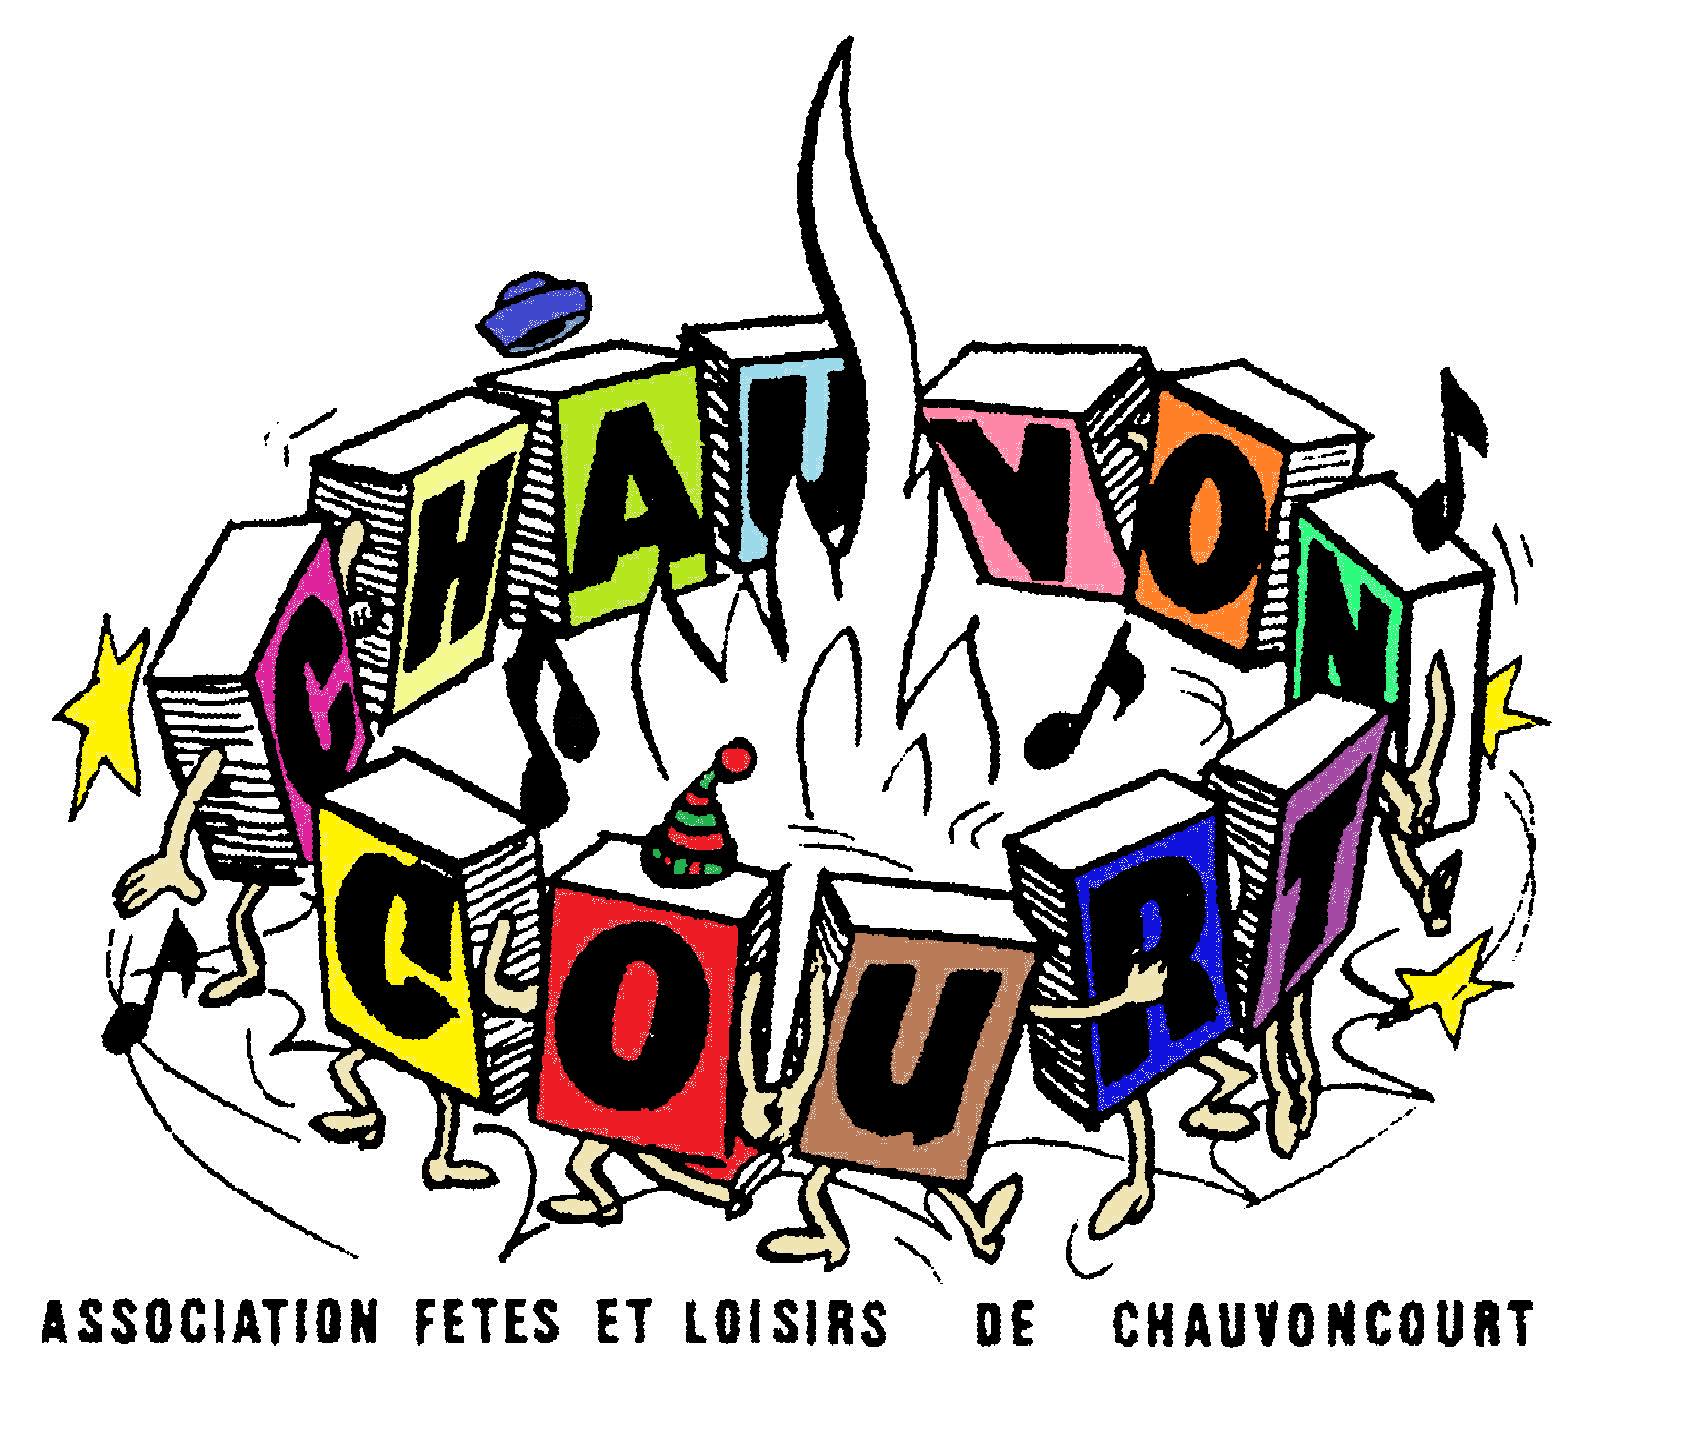 CHAUVON
COURT
ASSOCIATION FETES ET LOISIRS DE CHAUVONCOURT